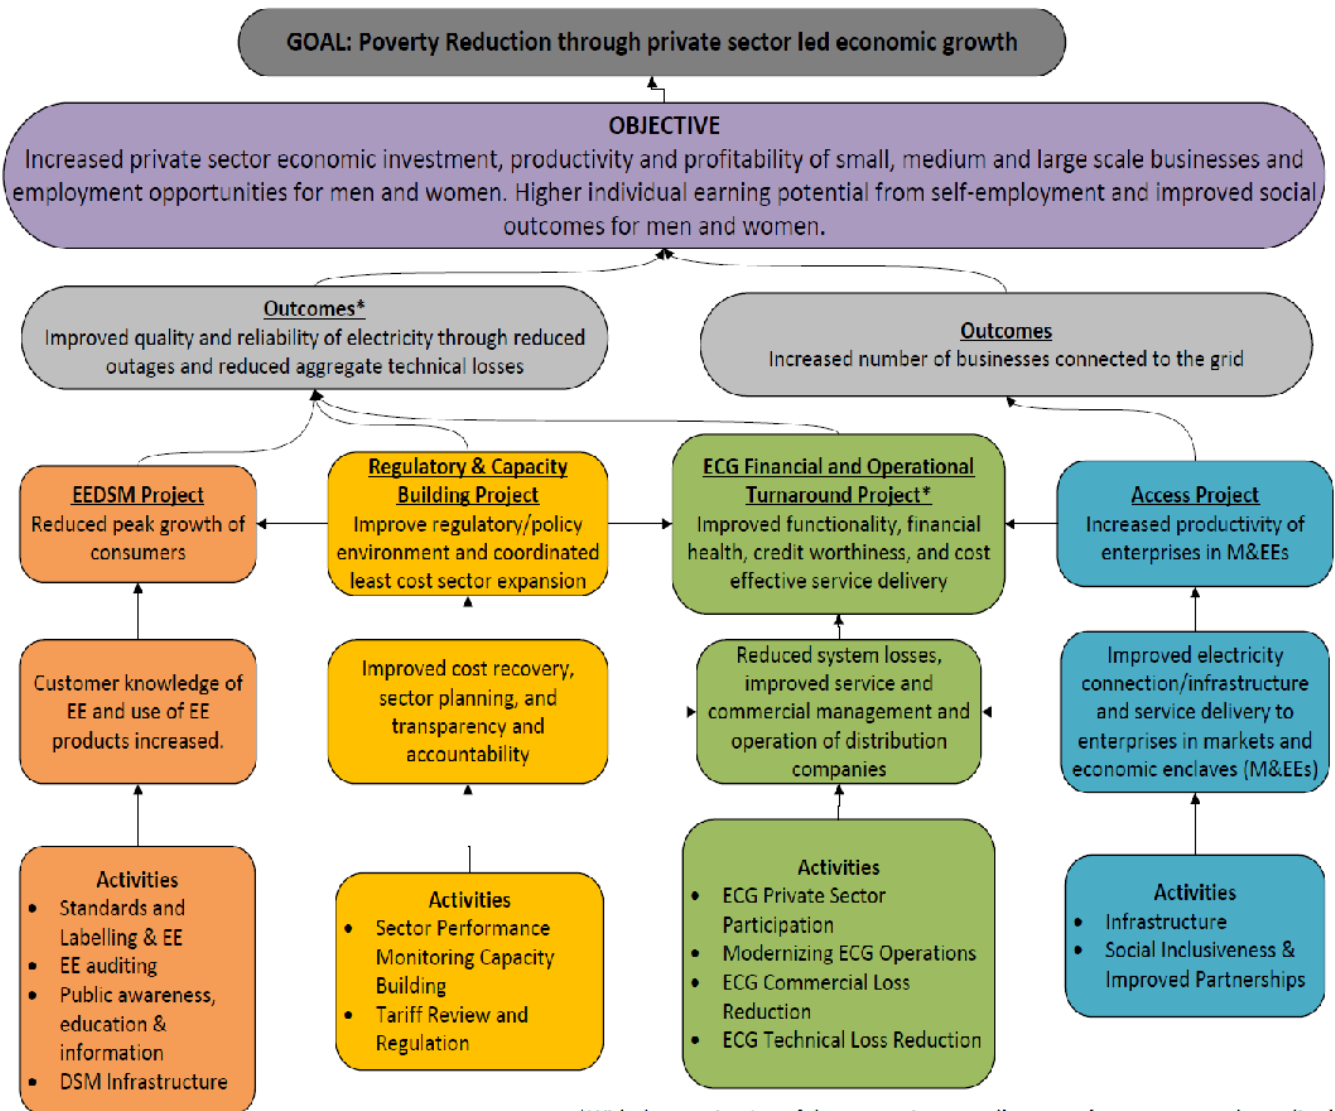 GOAL: Poverty Reduction through private sector led economic growth
OBJECTIVE
Increased private sector economic investment, productivity and profitability of small, medium and large scale businesses and
employment opportunities for men and women. Higher individual earning potential from self-employment and improved social
outcomes for men and women.
Outcomes*
Improved quality and reliability of electricity through reduced
outages and reduced aggregate technical losses
Outcomes
Increased number of businesses connected to the grid
EEDSM Project
Reduced peak growth of
consumers
Regulatory & Capacity
Building Project
Improve regulatory/policy
environment and coordinated
least cost sector expansion
ECG Financial and Operational
Turnaround Project*
Improved functionality, financial
health, credit worthiness, and cost
effective service delivery
Access Project
Increased productivity of
enterprises in M&EEs
Customer knowledge of
EE and use of EE
products increased.
Improved cost recovery,
sector planning, and
transparency and
accountability
Reduced system losses,
improved service and
commercial management and
operation of distribution
companies
Improved electricity
connection/infrastructure
and service delivery to
enterprises in markets and
economic enclaves (M&EEs)
Activities
• Standards and
Labelling & EE
• EE auditing
• Public awareness,
education &
information
• DSM Infrastructure
Activities
• Sector Performance
Monitoring Capacity
Building
• Tariff Review and
Regulation
Activities
• ECG Private Sector
Participation
• Modernizing ECG Operations
• ECG Commercial Loss
Reduction
• ECG Technical Loss Reduction
Activities
• Infrastructure
• Social Inclusiveness &
Improved Partnerships